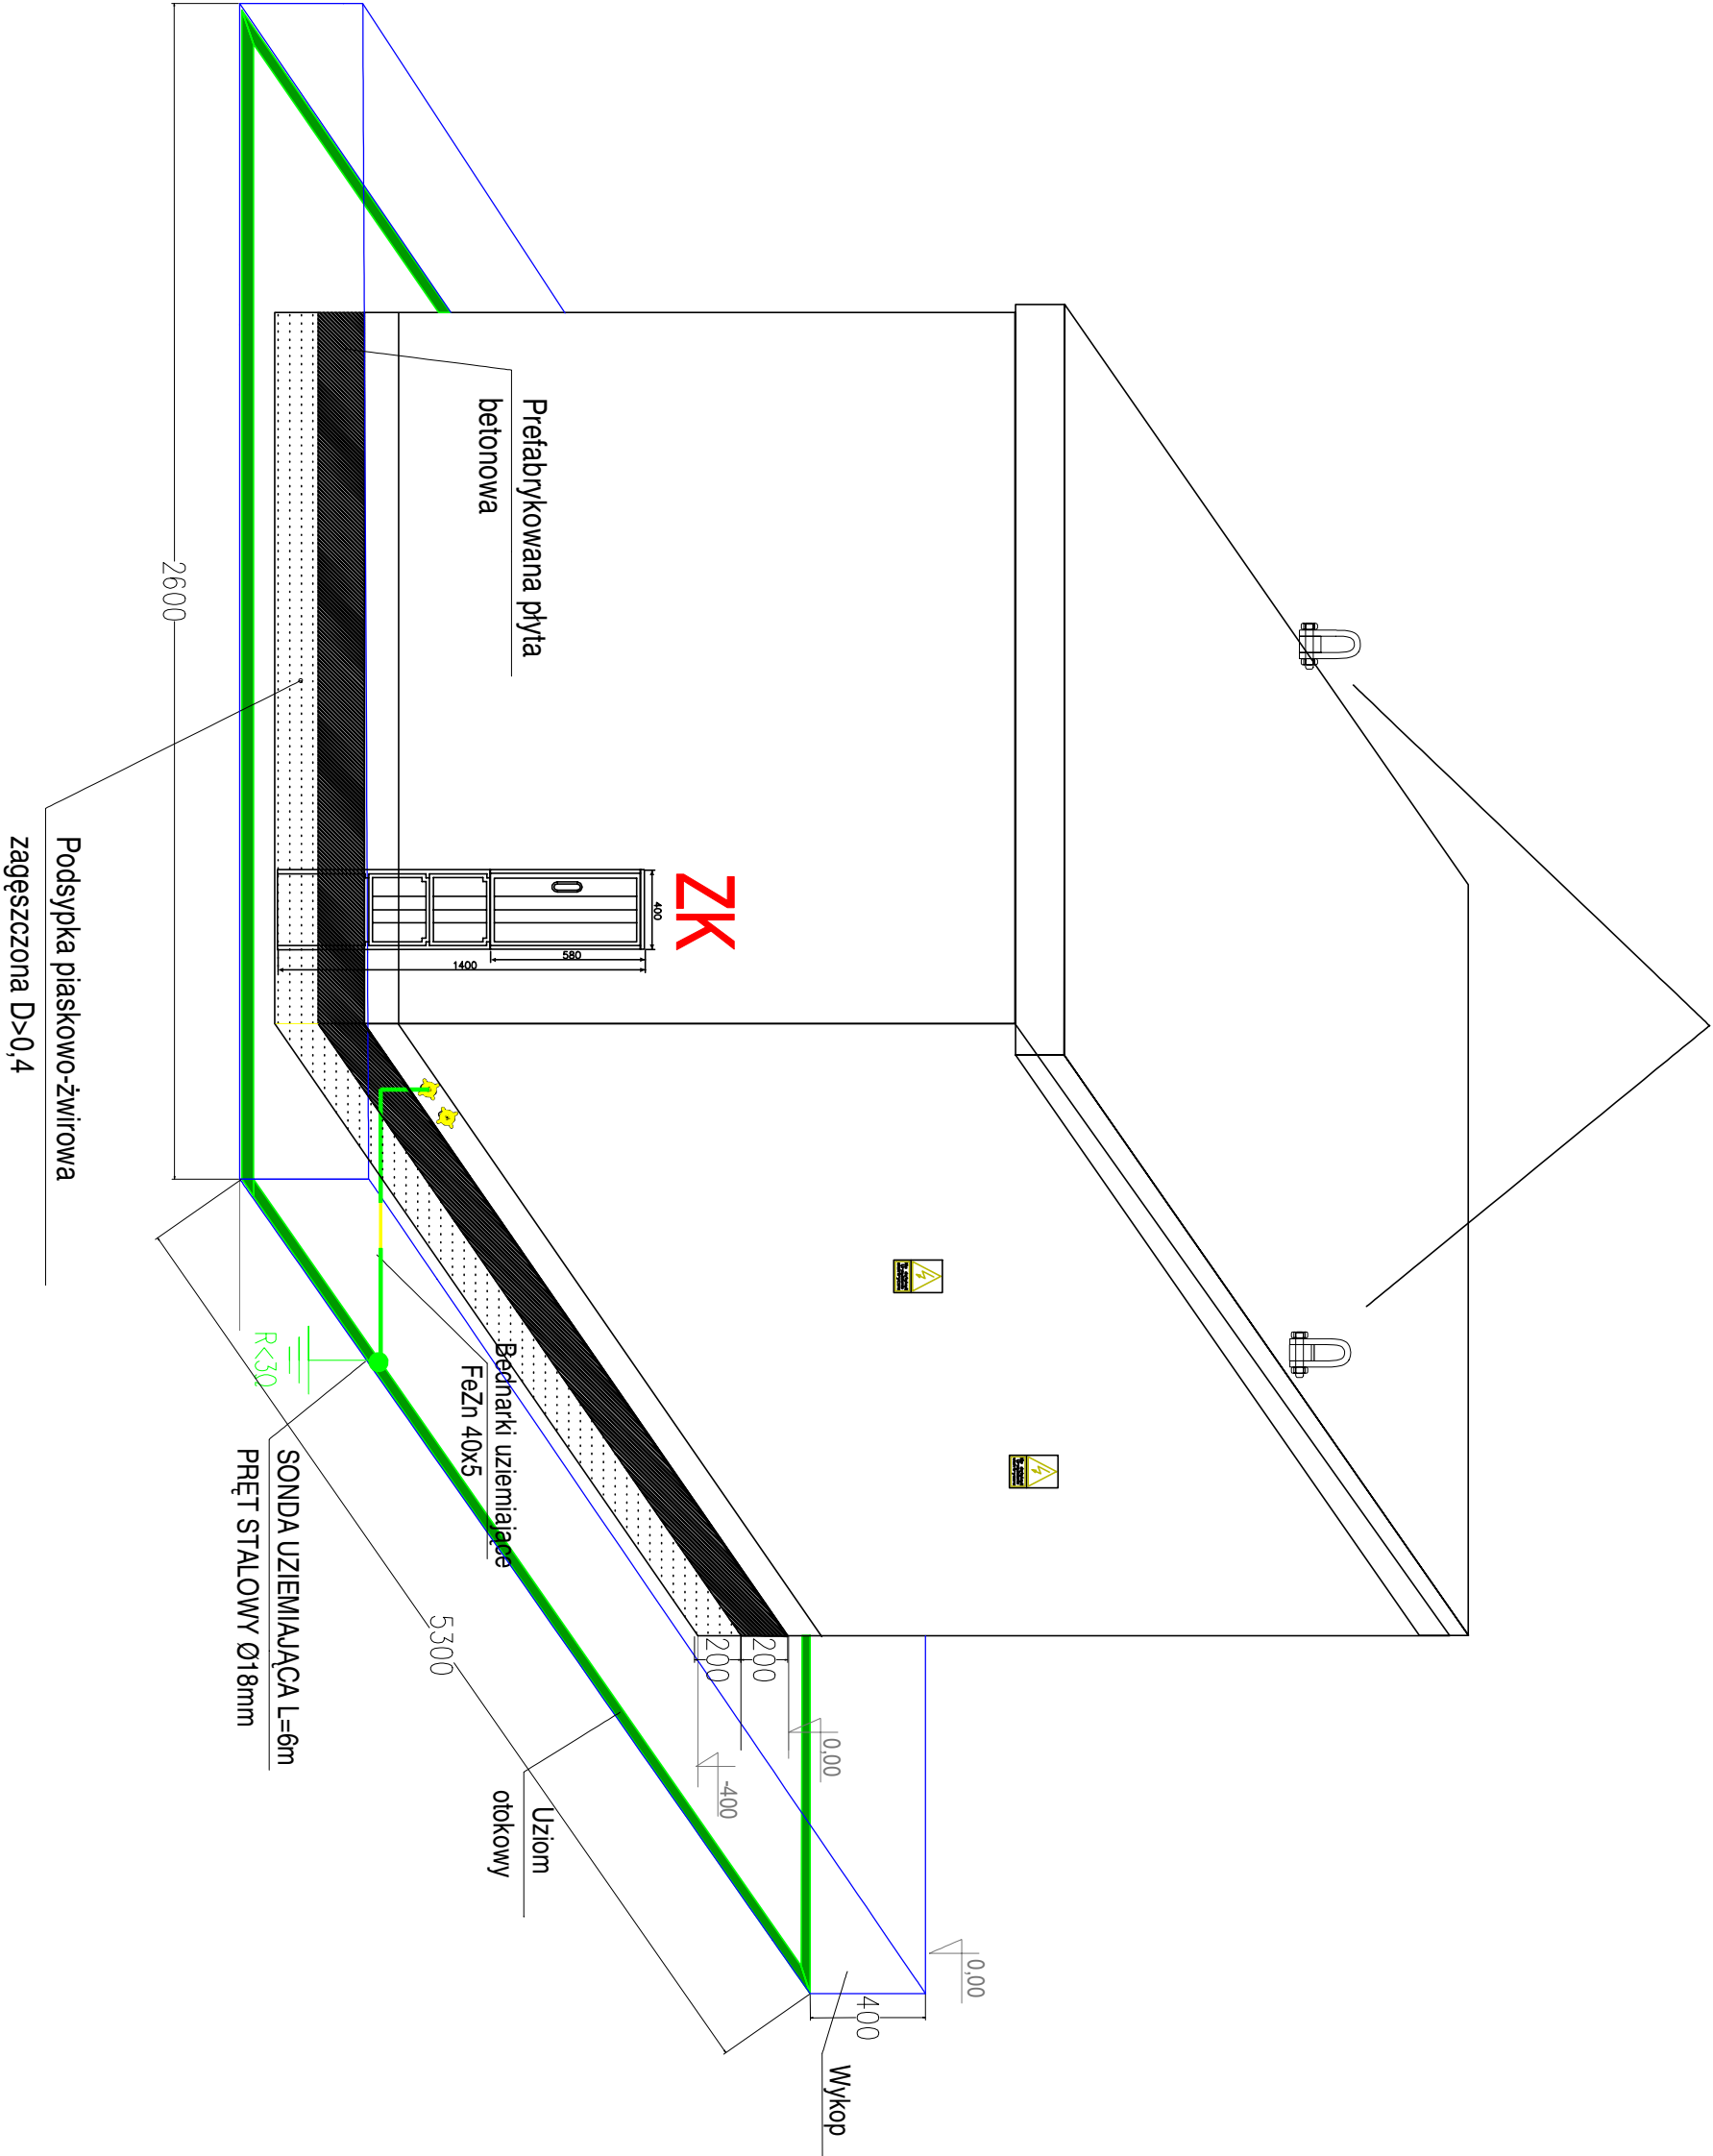 ZK
400
580
1400
Prefabrykowana płyta
betonowa
2600
Podsypka piaskowo-żwirowa
zagęszczona D>0,4
Bednarki uziemiające
FeZn 40x5
R<30
SONDA UZIEMIAJĄCA L=6m
PRĘT STALOWY Ø18mm
5300
200
200
0,00
-400
Uziom
otokowy
0,00
400
Wykop